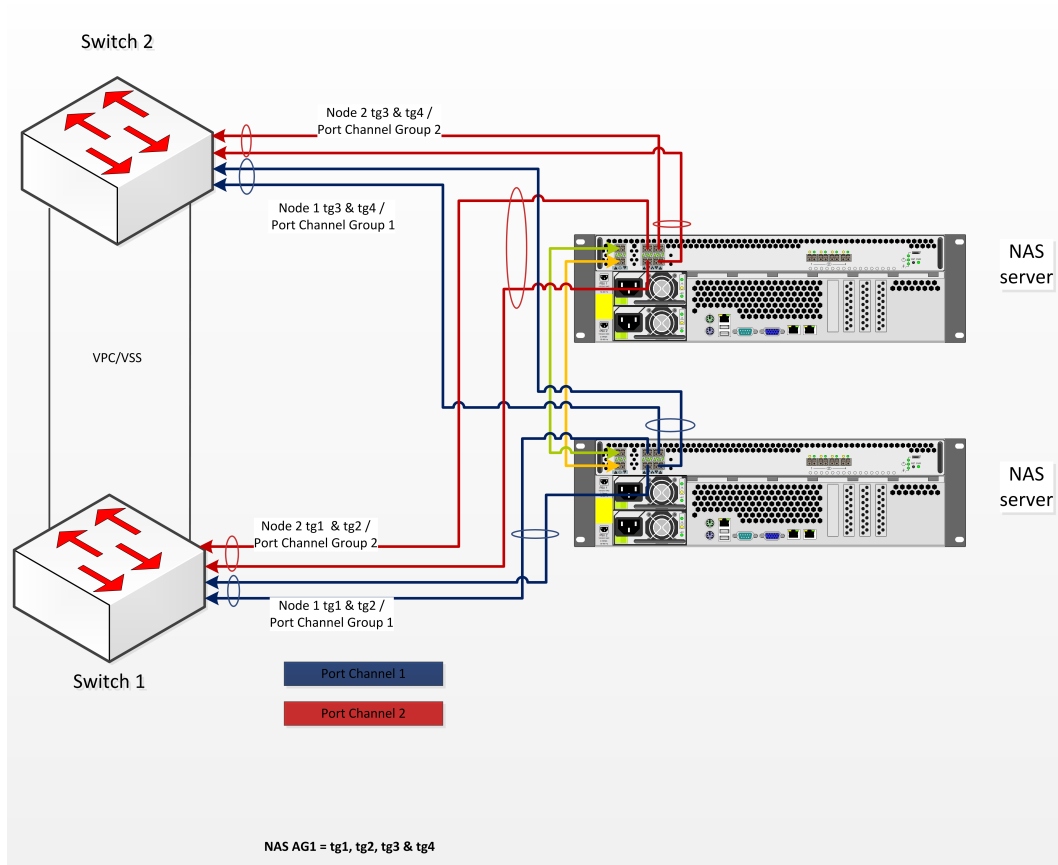 Switch 2
Node 2 tg3 & tg4 /
Port Channel Group 2
Node 1 tg3 & tg4 /
Port Channel Group 1
NAS
server
VPC/VSS
NAS
server
Node 2 tg1 & tg2 /
Port Channel Group 2
Node 1 tg1 & tg2 /
Port Channel Group 1
Switch 1
Port Channel 1
Port Channel 2
NAS AG1 = tg1, tg2, tg3 & tg4